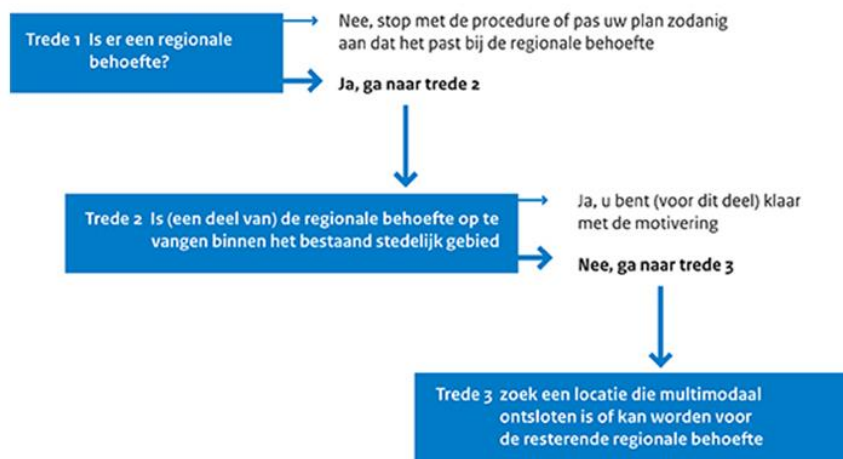 Trede 1 Is er een regionale
behoefte?
Nee, stop met de procedure of pas uw plan zodanig
aan dat het past bij de regionale behoefte
Ja, ga naar trede 2
Trede 2 Is (een deel van) de regionale behoefte op te
vangen binnen het bestaand stedelijk gebied
Ja, u bent (voor dit deel) klaar
met de motivering
Nee, ga naar trede 3
Trede 3 zoek een locatie die multimodaal
ontsloten is of kan worden voor
de resterende regionale behoefte